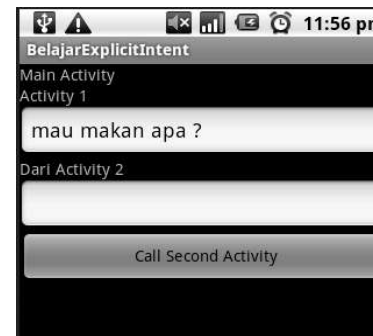 11:56 pm
BelajarExplicitIntent
Main Activity
Activity 1
mau makan apa ?
Dari Activity 2
Call Second Activity